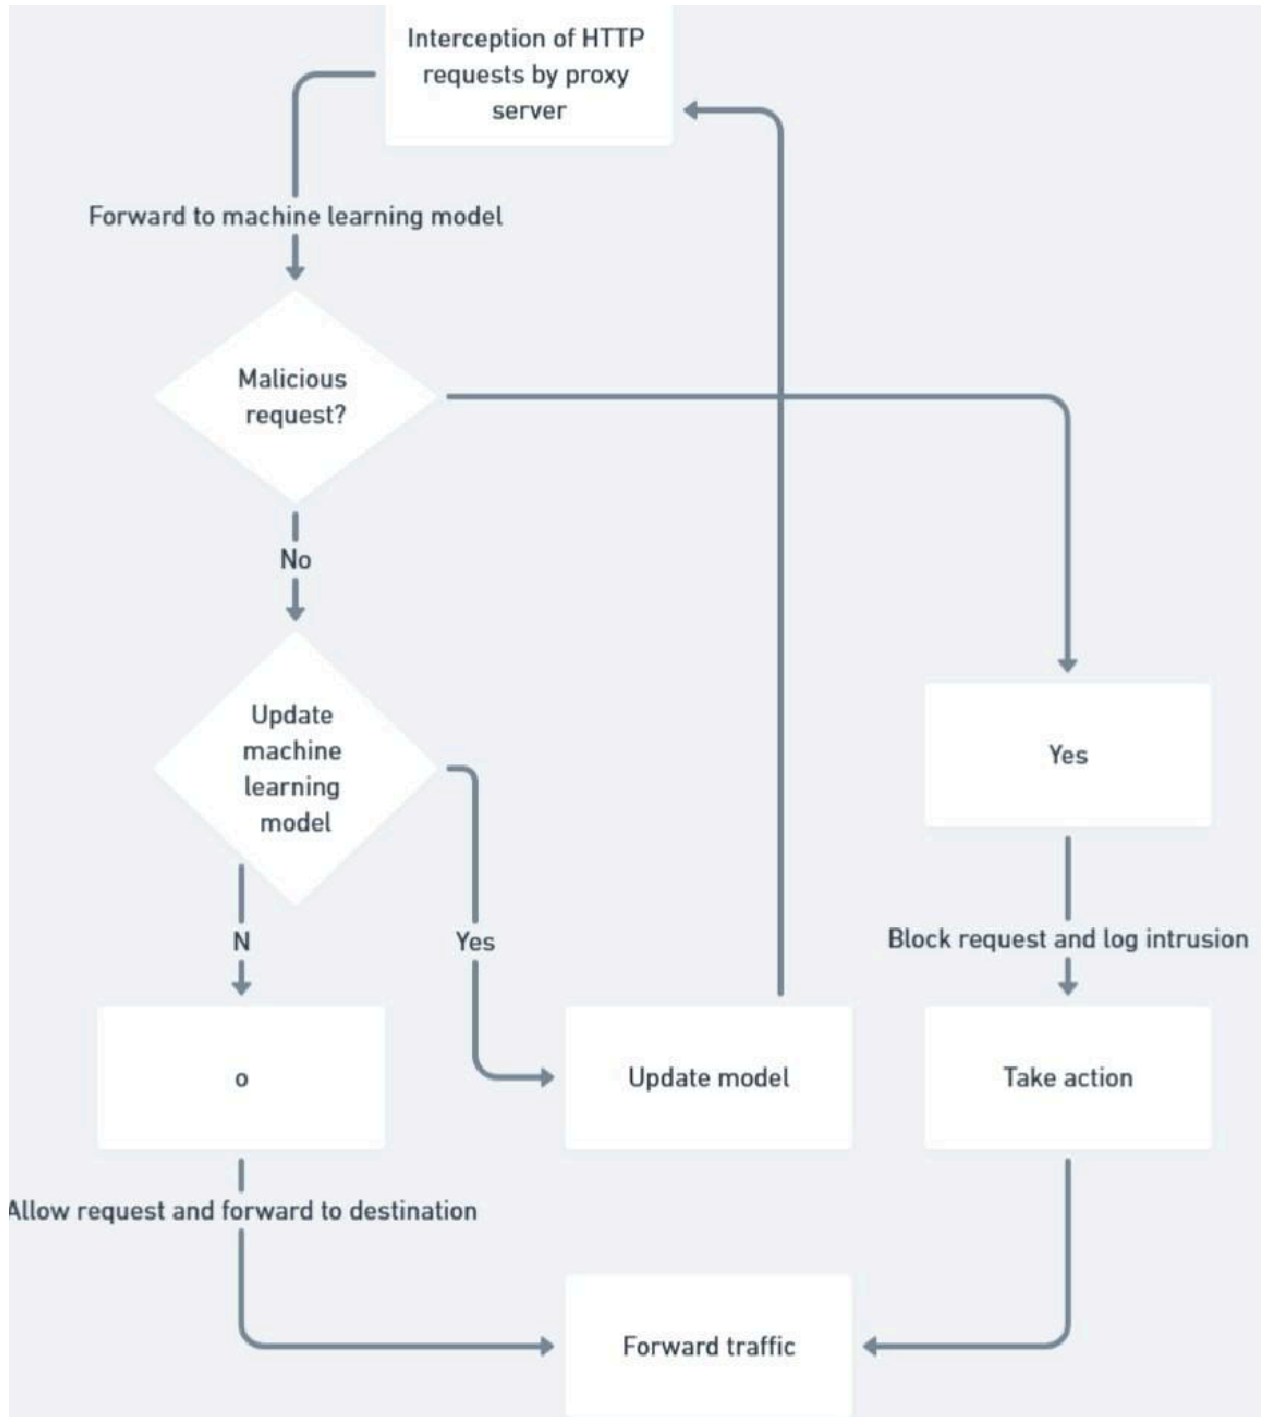 Interception of HTTP
requests by proxy
server
Forward to machine learning model
Malicious
request?
No
Update
machine
learning
model
Yes
N
Yes
Block request and log intrusion
o
Update model
Take action
Allow request and forward to destination
Forward traffic